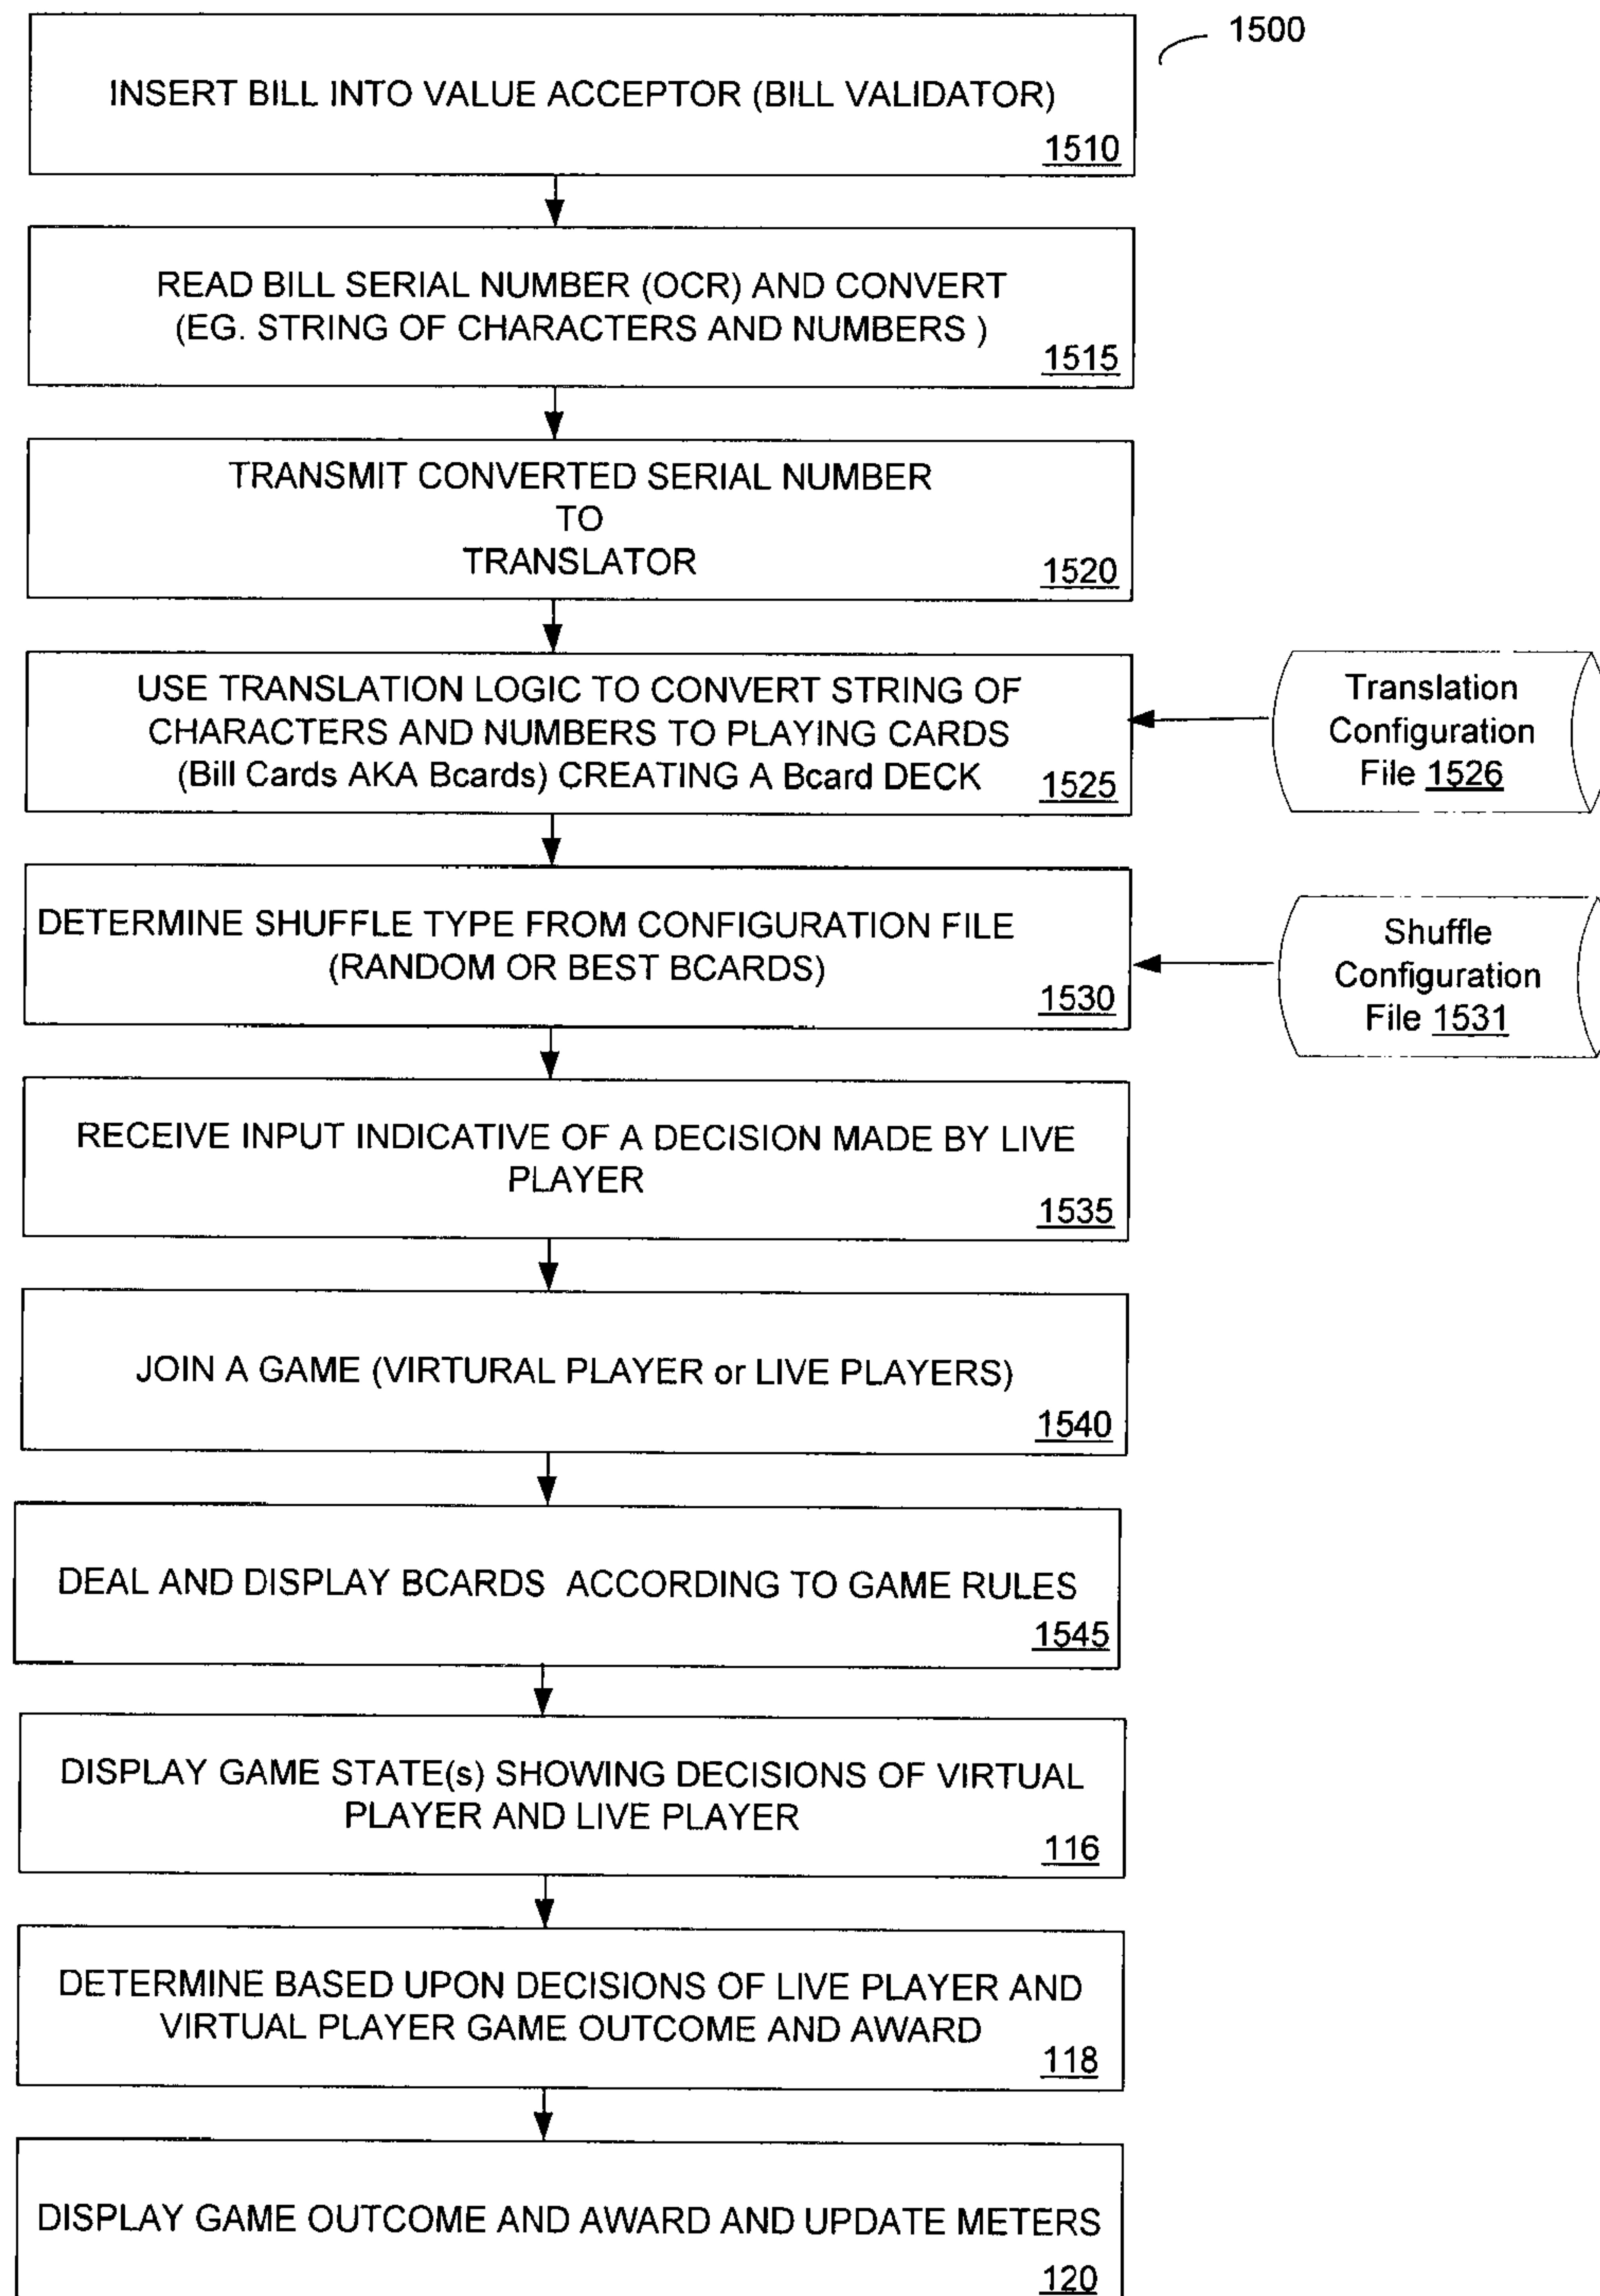 1500
INSERT BILL INTO VALUE ACCEPTOR (BILL VALIDATOR)
1510
READ BILL SERIAL NUMBER (OCR) AND CONVERT
(EG. STRING OF CHARACTERS AND NUMBERS )
1515
TRANSMIT CONVERTED SERIAL NUMBER
TO
TRANSLATOR
1520
USE TRANSLATION LOGIC TO CONVERT STRING OF
CHARACTERS AND NUMBERS TO PLAYING CARDS
(Bill Cards AKA Bcards) CREATING A Bcard DECK
1525
Translation
Configuration
File 1526
DETERMINE SHUFFLE TYPE FROM CONFIGURATION FILE
(RANDOM OR BEST BCARDS)
1530
Shuffle
Configuration
File 1531
RECEIVE INPUT INDICATIVE OF A DECISION MADE BY LIVE
PLAYER
1535
JOIN A GAME (VIRTURAL PLAYER or LIVE PLAYERS)
1540
DEAL AND DISPLAY BCARDS ACCORDING TO GAME RULES
1545
DISPLAY GAME STATE(s) SHOWING DECISIONS OF VIRTUAL
PLAYER AND LIVE PLAYER
116
DETERMINE BASED UPON DECISIONS OF LIVE PLAYER AND
VIRTUAL PLAYER GAME OUTCOME AND AWARD
118
DISPLAY GAME OUTCOME AND AWARD AND UPDATE METERS
120